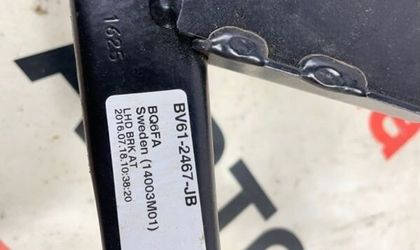 1625
BV61-2467-JB
BQ6FA
Sweden (14003M01)
LHD BRK AT
2016.07.18.10:38:20